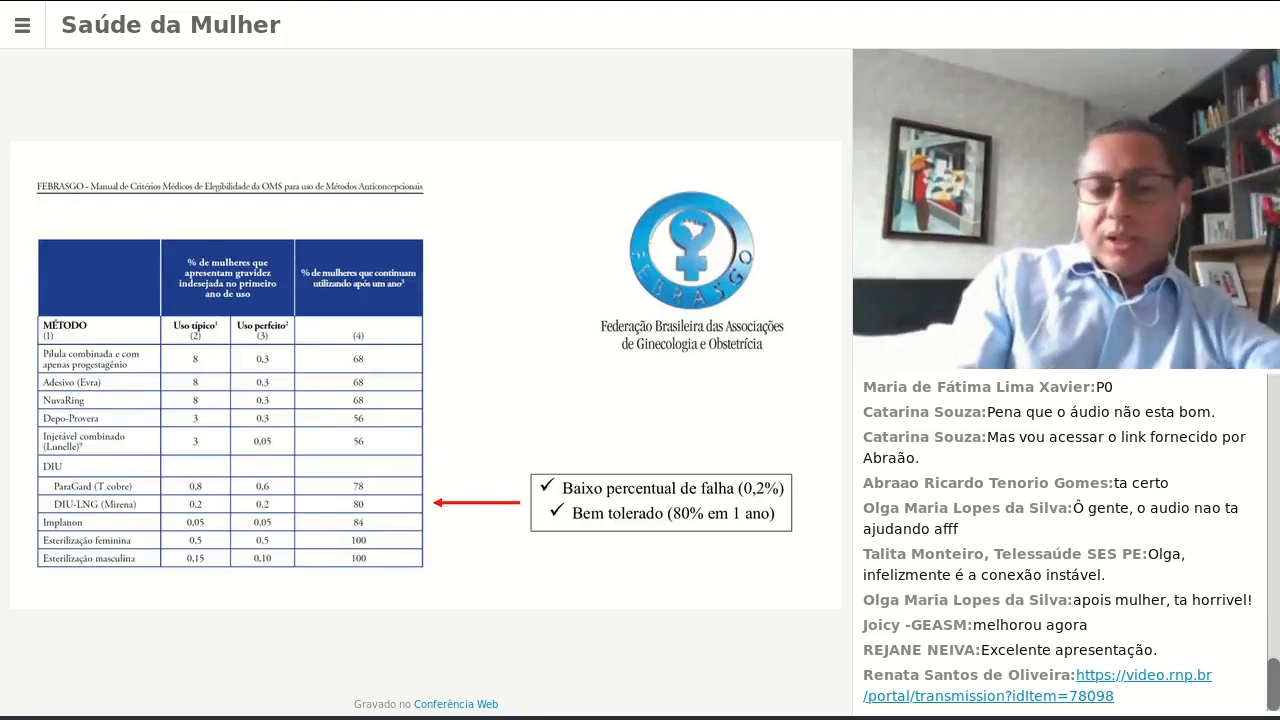 Saúde da Mulher
FEBRASGO - Manual de Critérios Médicos de Elegibilidade da OMS para uso de Métodos Anticoncepcionais
% de mulheres que
apresentam gravidez
indesejada no primeiro
ano de uso
% de mulheres que continuam
utilizando após um ano³
MÉTODO Uso típico¹ Uso perfeito²
(1) (2) (3) (4)
Pílula combinada e com
apenas progestagênio 8 0,3 68
Adesivo (Evra) 8 0,3 68
NuvaRing 8 0,3 68
Depo-Provera 3 0,3 56
Injetável combinado
(Lunelle)⁹ 3 0,05 56
DIU
ParaGard (T cobre) 0,8 0,6 78
DIU-LNG (Mirena) 0,2 0,2 80
Implanon 0,05 0,05 84
Esterilização feminina 0,5 0,5 100
Esterilização masculina 0,15 0,10 100
FEBRASGO
Federação Brasileira das Associações
de Ginecologia e Obstetrícia
✓ Baixo percentual de falha (0,2%)
✓ Bem tolerado (80% em 1 ano)
Gravado no Conferência Web
Maria de Fátima Lima Xavier:P0
Catarina Souza:Pena que o áudio não esta bom.
Catarina Souza:Mas vou acessar o link fornecido por
Abraão.
Abraao Ricardo Tenorio Gomes:ta certo
Olga Maria Lopes da Silva:Ô gente, o audio nao ta
ajudando afff
Talita Monteiro, Telessaúde SES PE:Olga,
infelizmente é a conexão instável.
Olga Maria Lopes da Silva:apois mulher, ta horrivel!
Joicy -GEASM:melhorou agora
REJANE NEIVA:Excelente apresentação.
Renata Santos de Oliveira:https://video.rnp.br
/portal/transmission?idItem=78098